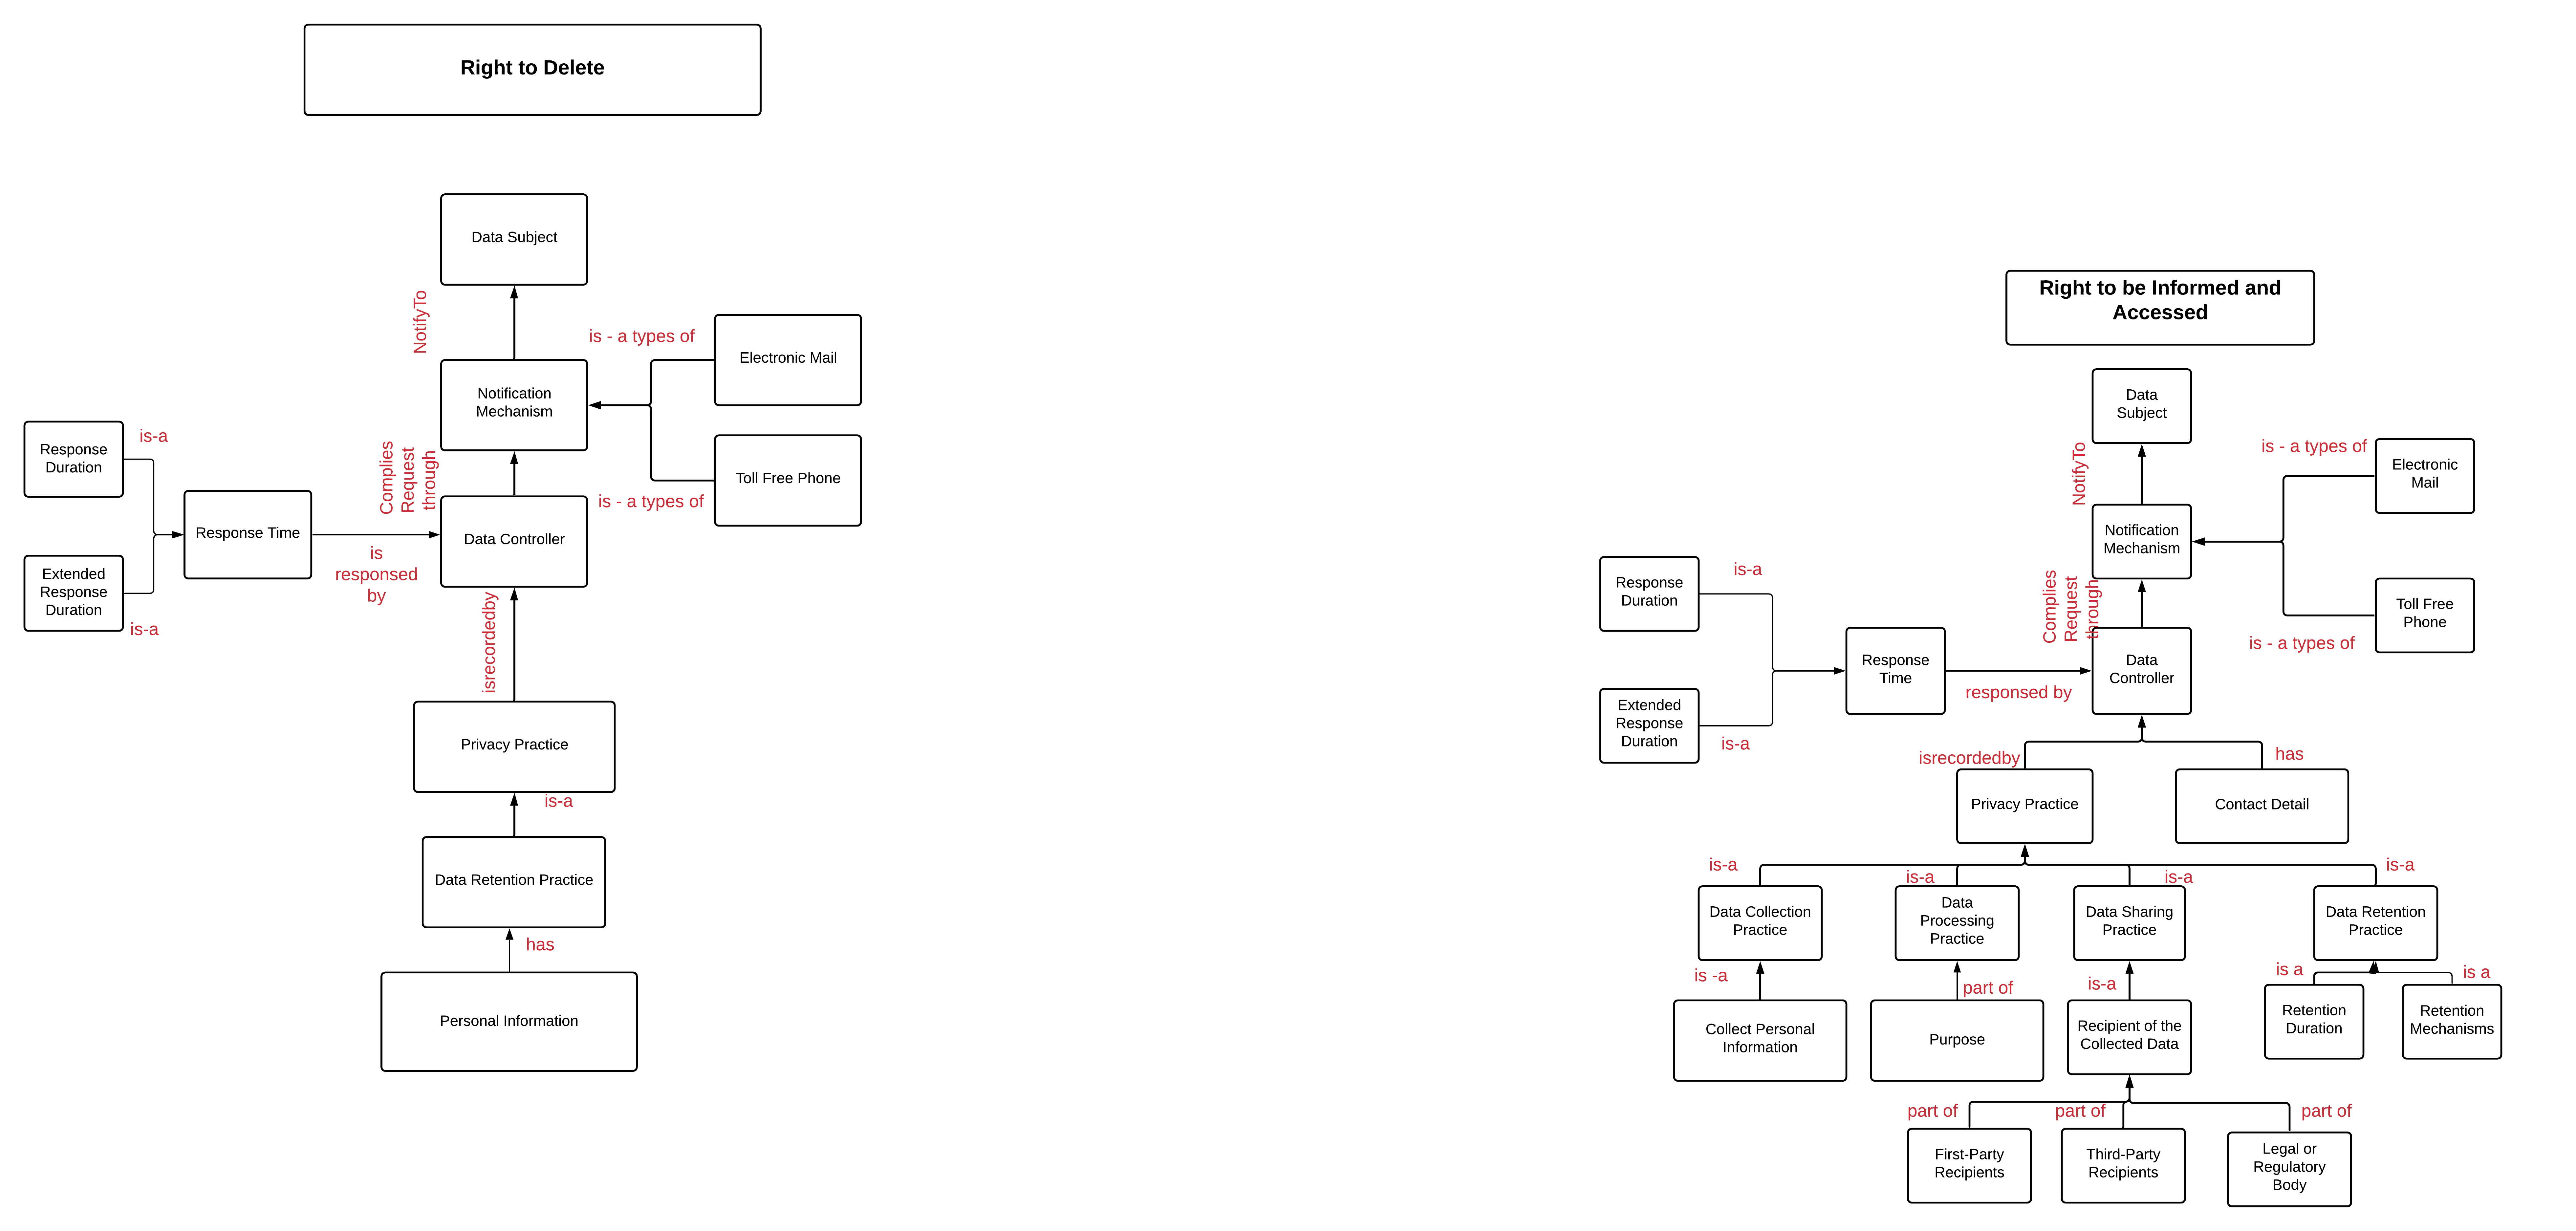 Right to Delete
Data Subject
NotifyTo
is - a types of
Electronic Mail
Notification
Mechanism
Toll Free Phone
is - a types of
Response
Duration
is-a
Extended
Response
Duration
is-a
Response Time
is
responsed
by
Complies
Request
through
Data Controller
isrecordedby
Privacy Practice
is-a
Data Retention Practice
has
Personal Information
Right to be Informed and
Accessed
Data
Subject
NotifyTo
is - a types of
Electronic
Mail
Notification
Mechanism
Toll Free
Phone
is - a types of
Response
Duration
is-a
Extended
Response
Duration
is-a
Response
Time
responsed by
Complies
Request
through
Data
Controller
isrecordedby
has
Privacy Practice
Contact Detail
is-a
is-a
is-a
is-a
Data Collection
Practice
Data
Processing
Practice
Data Sharing
Practice
Data Retention
Practice
is -a
part of
is-a
is a
is a
Collect Personal
Information
Purpose
Recipient of the
Collected Data
Retention
Duration
Retention
Mechanisms
part of
part of
part of
First-Party
Recipients
Third-Party
Recipients
Legal or
Regulatory
Body